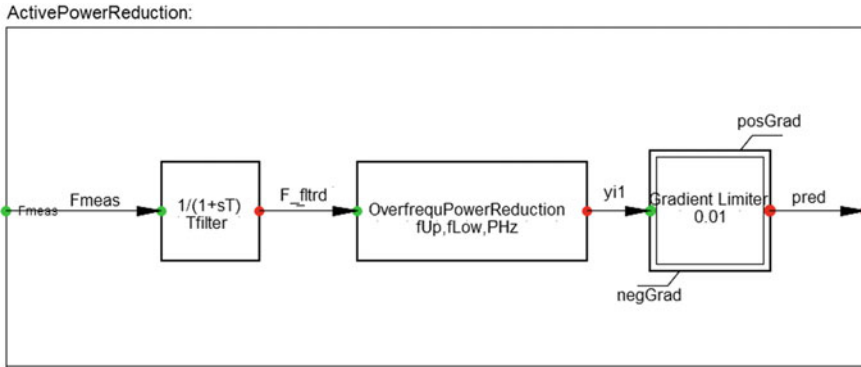 ActivePowerReduction:
posGrad
Fmeas
Fmeas
1/(1+sT)
Tfilter
F_fltrd
OverfrequPowerReduction
fUp,fLow,PHz
yi1
Gradient Limiter
0.01
pred
negGrad